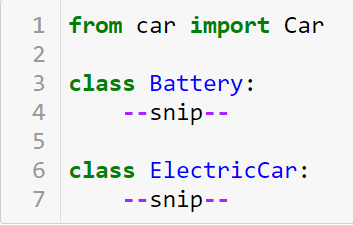 1 from car import Car
2
3 class Battery:
4     --snip--
5
6 class ElectricCar:
7     --snip--